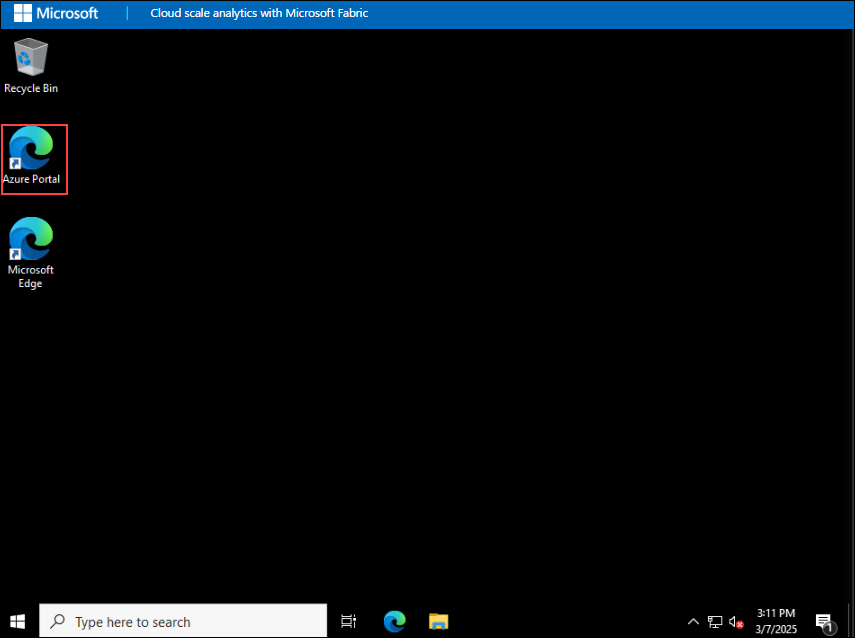 Microsoft | Cloud scale analytics with Microsoft Fabric
Recycle Bin
Azure Portal
Microsoft
Edge
Type here to search
3:11 PM
3/7/2025
1